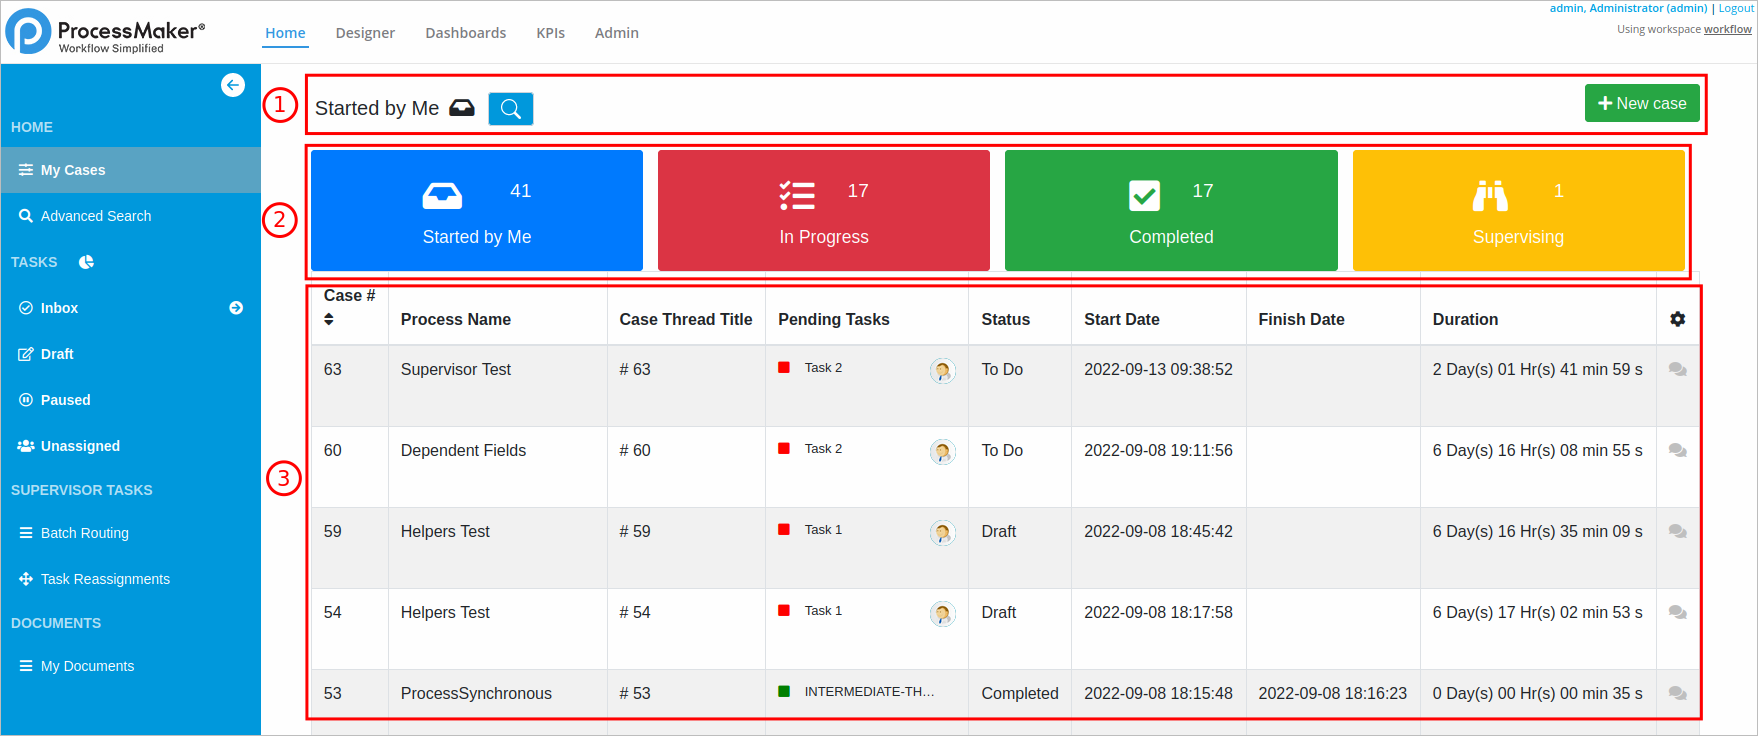 ProcessMaker®
Workflow Simplified
Home Designer Dashboards KPIs Admin
admin, Administrator (admin) | Logout
Using workspace workflow
HOME
My Cases
Advanced Search
TASKS
Inbox
Draft
Paused
Unassigned
SUPERVISOR TASKS
Batch Routing
Task Reassignments
DOCUMENTS
My Documents
1
Started by Me
+ New case
2
41
Started by Me
17
In Progress
17
Completed
1
Supervising
3
Case # Process Name Case Thread Title Pending Tasks Status Start Date Finish Date Duration
63 Supervisor Test # 63 Task 2 To Do 2022-09-13 09:38:52 2 Day(s) 01 Hr(s) 41 min 59 s
60 Dependent Fields # 60 Task 2 To Do 2022-09-08 19:11:56 6 Day(s) 16 Hr(s) 08 min 55 s
59 Helpers Test # 59 Task 1 Draft 2022-09-08 18:45:42 6 Day(s) 16 Hr(s) 35 min 09 s
54 Helpers Test # 54 Task 1 Draft 2022-09-08 18:17:58 6 Day(s) 17 Hr(s) 02 min 53 s
53 ProcessSynchronous # 53 INTERMEDIATE-TH... Completed 2022-09-08 18:15:48 2022-09-08 18:16:23 0 Day(s) 00 Hr(s) 00 min 35 s